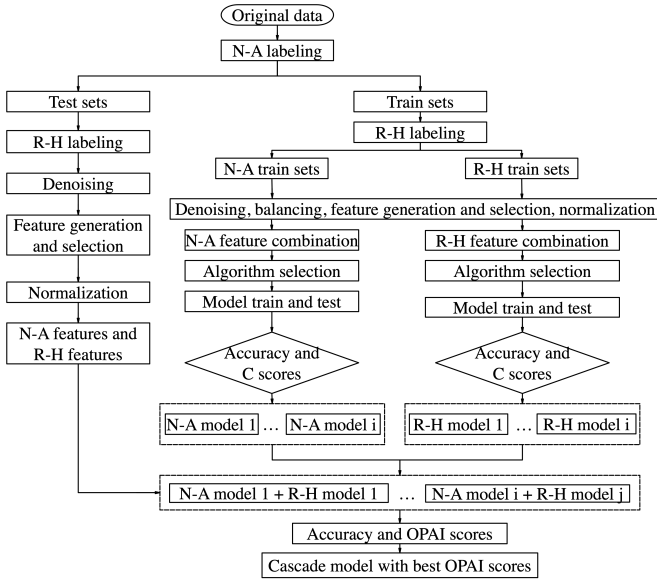 Original data
N-A labeling
Test sets
Train sets
R-H labeling
R-H labeling
N-A train sets
R-H train sets
Denoising
Denoising, balancing, feature generation and selection, normalization
Feature generation
and selection
N-A feature combination
R-H feature combination
Algorithm selection
Algorithm selection
Normalization
Model train and test
Model train and test
N-A features and
R-H features
Accuracy and
C scores
Accuracy and
C scores
N-A model 1 … N-A model i
R-H model 1 … R-H model i
N-A model 1 + R-H model 1 … N-A model i + R-H model j
Accuracy and OPAI scores
Cascade model with best OPAI scores